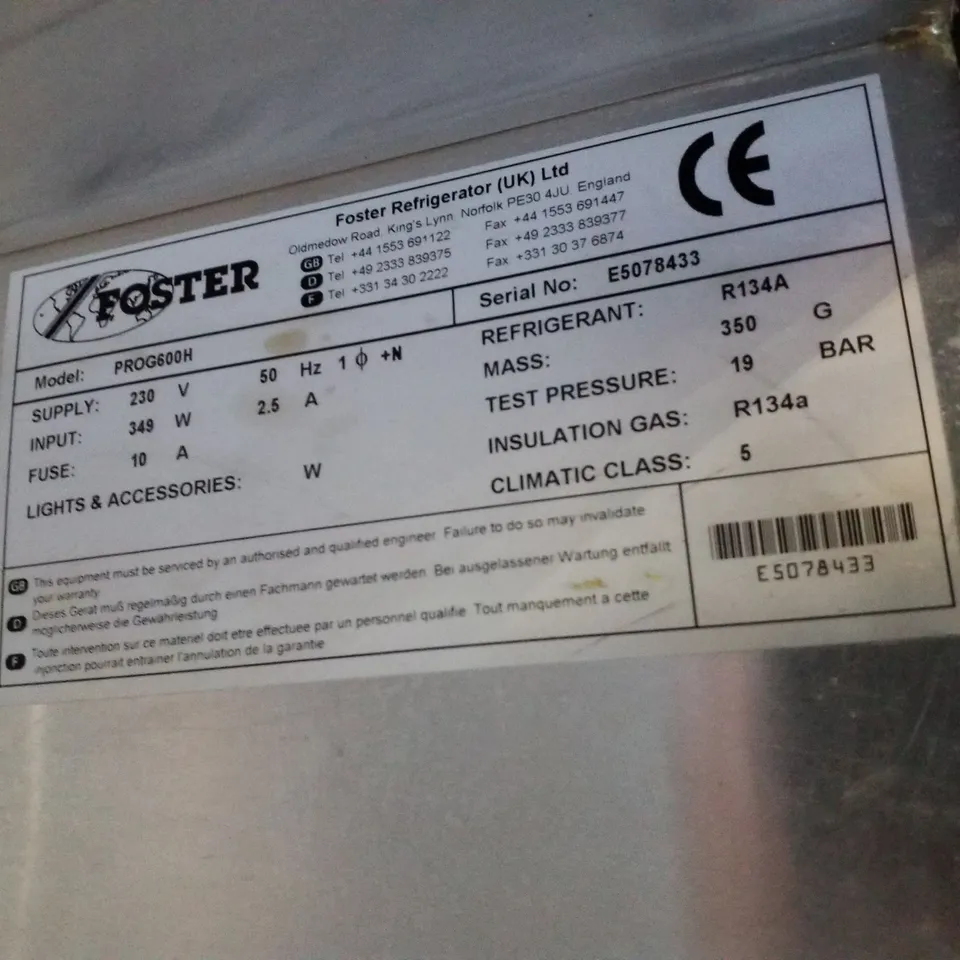 FOSTER
Foster Refrigerator (UK) Ltd
Oldmedow Road, King's Lynn, Norfolk PE30 4JU England
GB Tel +44 1553 691122 Fax +44 1553 691447
D Tel +49 2333 839375 Fax +49 2333 839377
F Tel +331 34 30 2222 Fax +331 30 37 6874
CE
Model: PROG600H
Serial No: E5078433
SUPPLY: 230 V 50 Hz 1 ϕ +N
INPUT: 349 W 2.5 A
FUSE: 10 A
LIGHTS & ACCESSORIES: W
REFRIGERANT: R134A
MASS: 350 G
TEST PRESSURE: 19 BAR
INSULATION GAS: R134a
CLIMATIC CLASS: 5
GB This equipment must be serviced by an authorised and qualified engineer. Failure to do so may invalidate
your warranty
D Dieses Gerät muß regelmäßig durch einen Fachmann gewartet werden. Bei ausgelassener Wartung entfällt
moglicherweise die Gewährleistung
F Toute intervention sur ce materiel doit etre effectuee par un personnel qualifie. Tout manquement a cette
injonction pourrait entrainer l'annulation de la garantie
E5078433